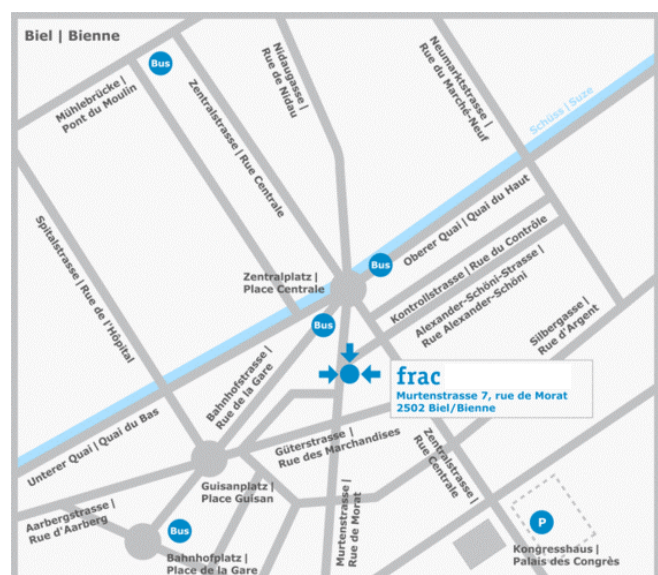 Biel | Bienne
Bus
Mühlebrücke |
Pont du Moulin
Zentralstrasse | Rue Centrale
Nidaugasse |
Rue de Nidau
Neumarktstrasse |
Rue du Marché-Neuf
Schüss | Suze
Spitalstrasse | Rue de l'Hôpital
Zentralplatz |
Place Centrale
Bus
Oberer Quai | Quai du Haut
Kontrollstrasse | Rue du Contrôle
Alexander-Schöni-Strasse |
Rue Alexander-Schöni
Silbergasse |
Rue d'Argent
Bus
Bahnhofstrasse |
Rue de la Gare
frac
Murtenstrasse 7, rue de Morat
2502 Biel/Bienne
Unterer Quai | Quai du Bas
Güterstrasse |
Rue des Marchandises
Zentralstrasse |
Rue Centrale
Guisanplatz |
Place Guisan
Murtenstrasse |
Rue de Morat
Aarbergstrasse |
Rue d'Aarberg
Bus
Bahnhofplatz |
Place de la Gare
P
Kongresshaus |
Palais des Congrès